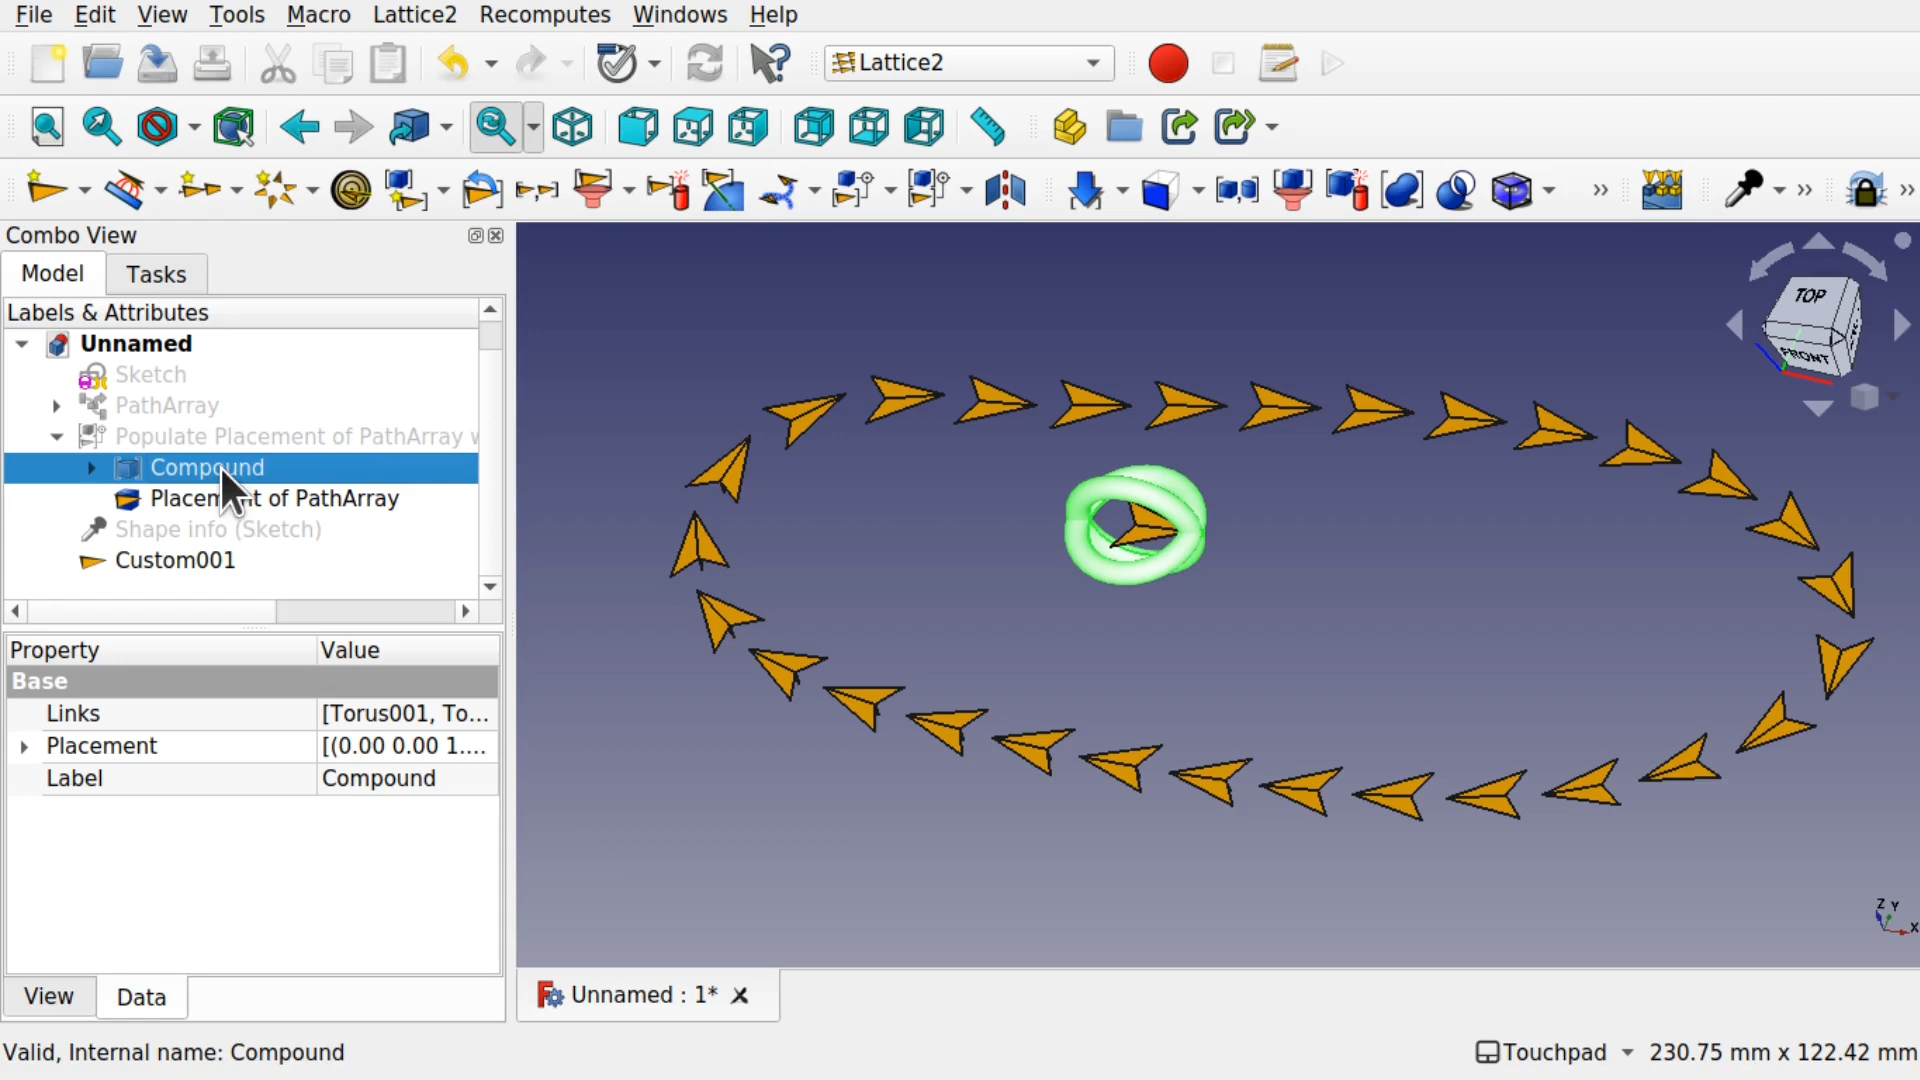 File Edit View Tools Macro Lattice2 Recomputes Windows Help
Lattice2
Combo View
Model Tasks
Labels & Attributes
Unnamed
Sketch
PathArray
Populate Placement of PathArray w
Compound
Placement of PathArray
Shape info (Sketch)
Custom001
Property Value
Base
Links [Torus001, To...
Placement [(0.00 0.00 1....
Label Compound
View Data
TOP
FRONT
Z Y
X
Unnamed : 1*
Valid, Internal name: Compound
Touchpad 230.75 mm x 122.42 mm